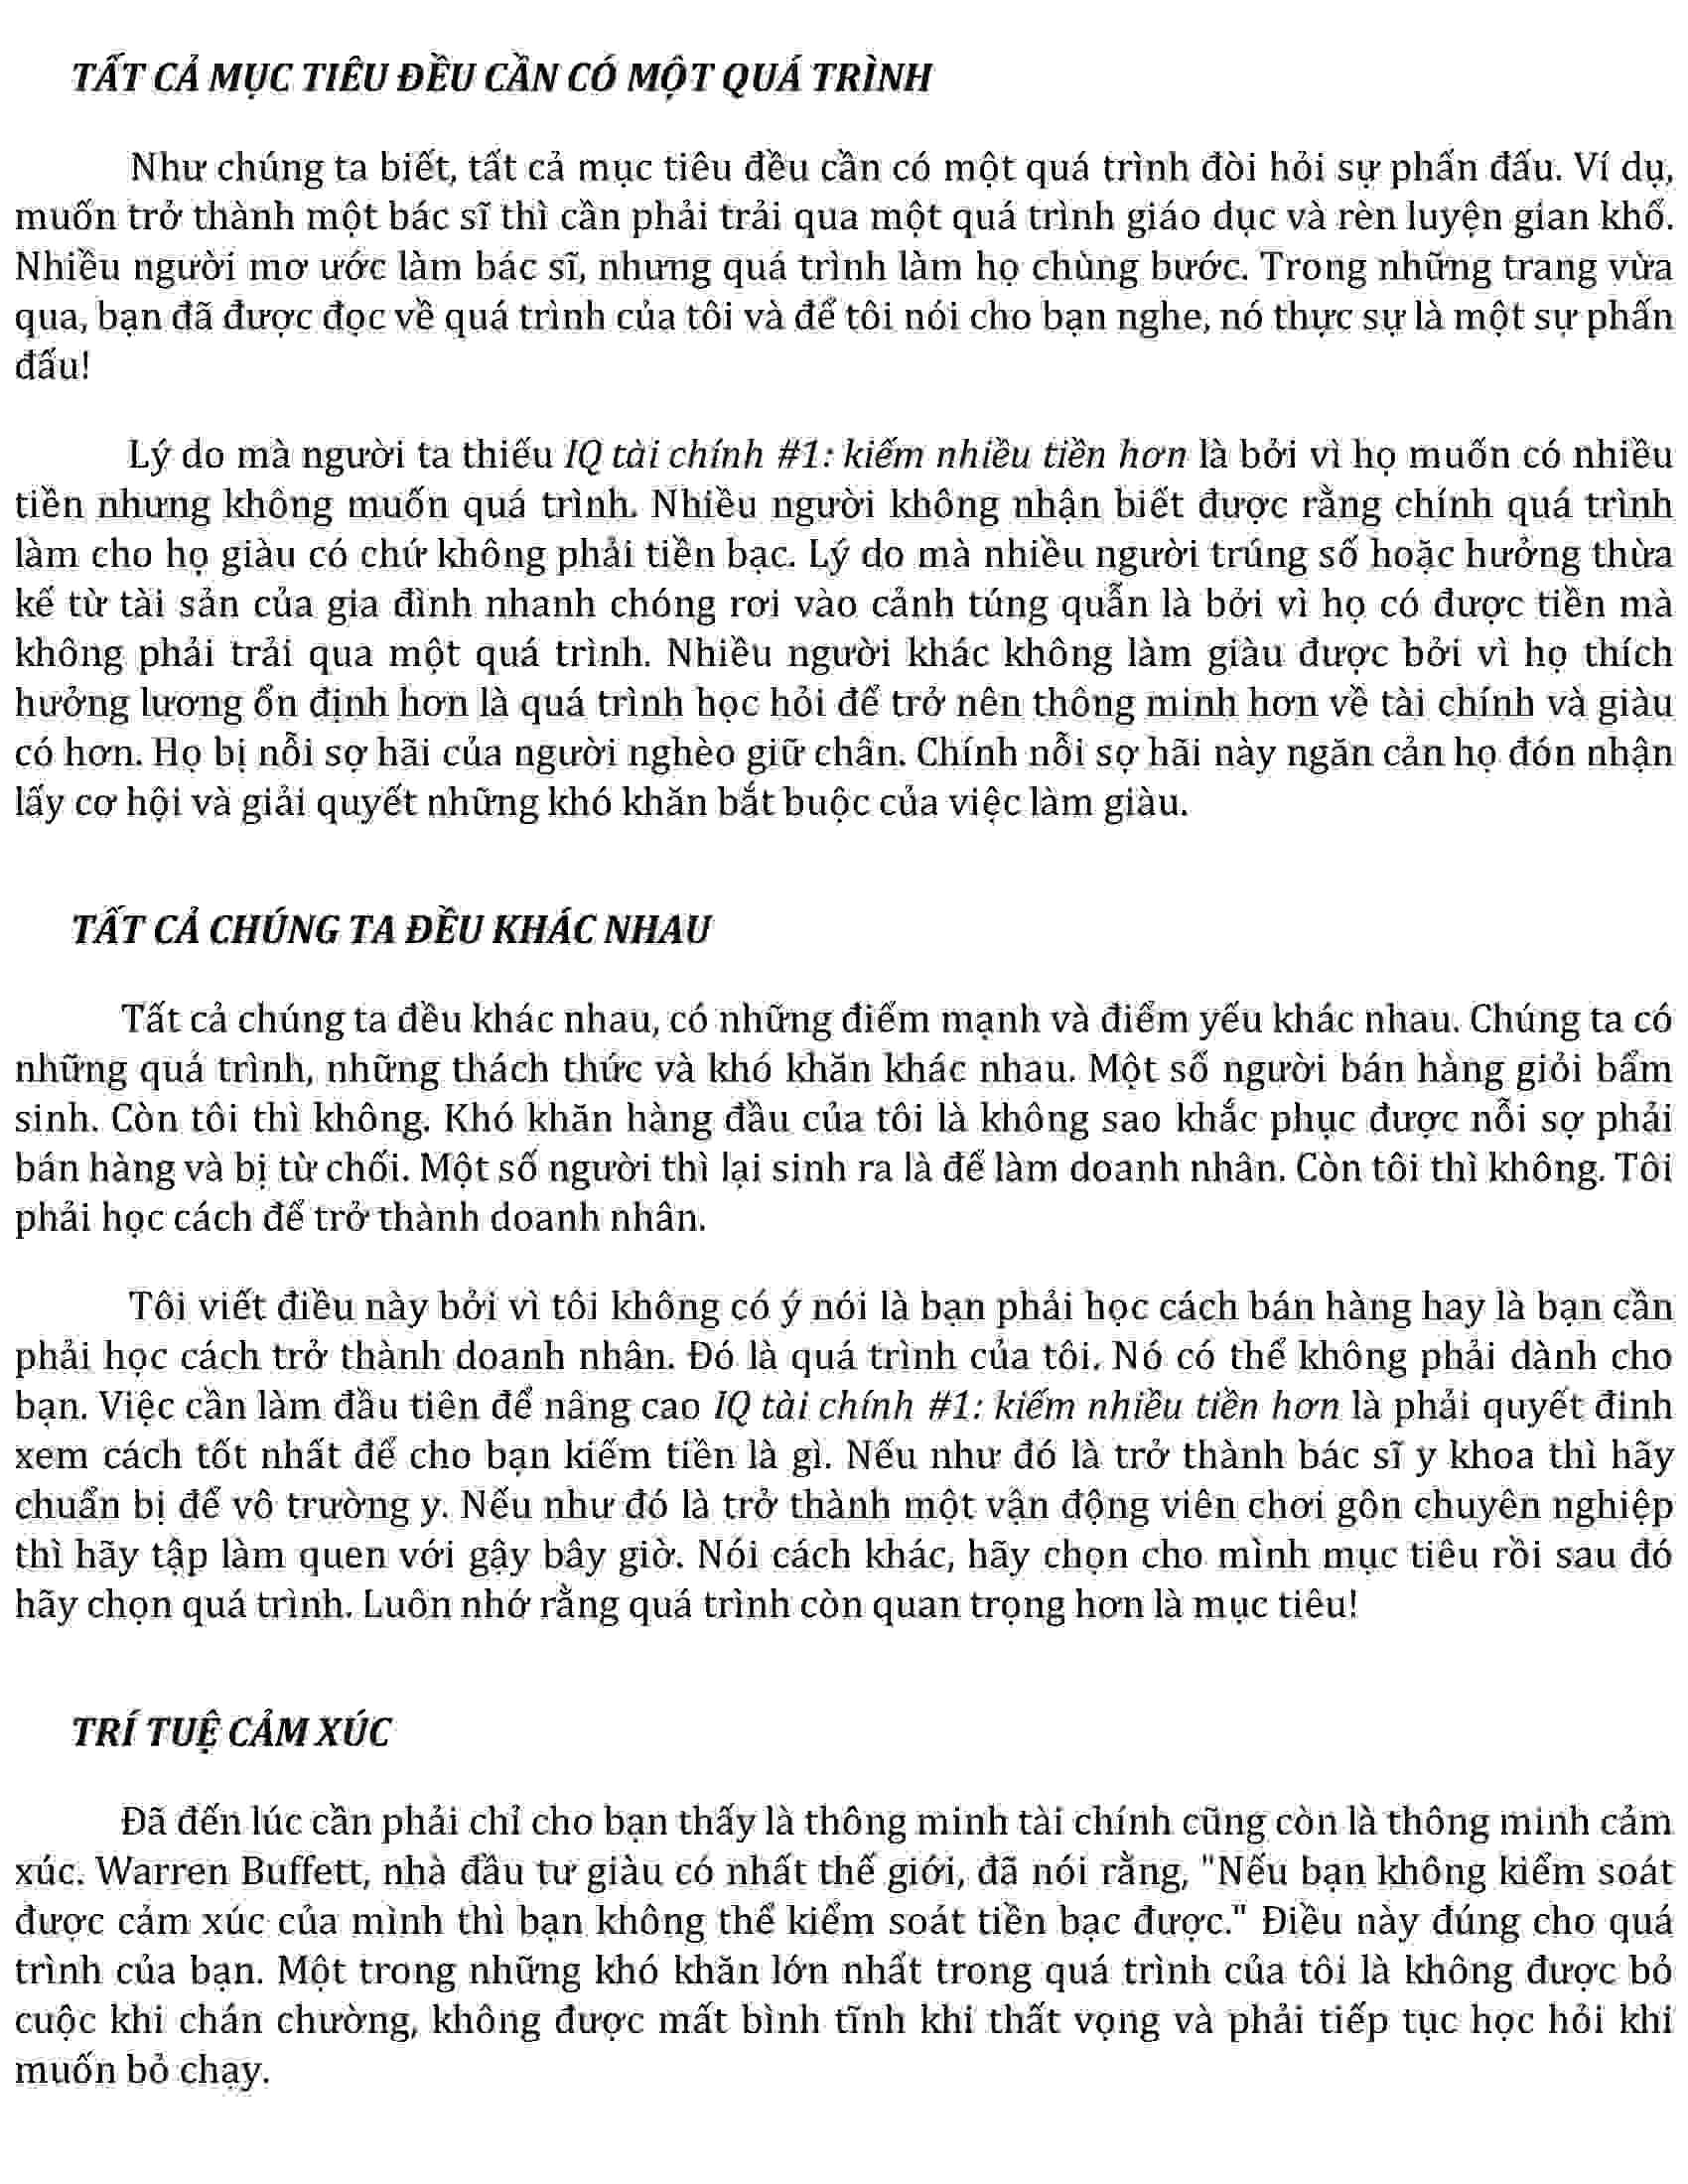 TẤT CẢ MỤC TIÊU ĐỀU CẦN CÓ MỘT QUÁ TRÌNH
Như chúng ta biết, tất cả mục tiêu đều cần có một quá trình đòi hỏi sự phấn đấu. Ví dụ,
muốn trở thành một bác sĩ thì cần phải trải qua một quá trình giáo dục và rèn luyện gian khổ.
Nhiều người mơ ước làm bác sĩ, nhưng quá trình làm họ chùng bước. Trong những trang vừa
qua, bạn đã được đọc về quá trình của tôi và để tôi nói cho bạn nghe, nó thực sự là một sự phấn
đấu!
Lý do mà người ta thiếu IQ tài chính #1: kiếm nhiều tiền hơn là bởi vì họ muốn có nhiều
tiền nhưng không muốn quá trình. Nhiều người không nhận biết được rằng chính quá trình
làm cho họ giàu có chứ không phải tiền bạc. Lý do mà nhiều người trúng số hoặc hưởng thừa
kế từ tài sản của gia đình nhanh chóng rơi vào cảnh túng quẫn là bởi vì họ có được tiền mà
không phải trải qua một quá trình. Nhiều người khác không làm giàu được bởi vì họ thích
hưởng lương ổn định hơn là quá trình học hỏi để trở nên thông minh hơn về tài chính và giàu
có hơn. Họ bị nỗi sợ hãi của người nghèo giữ chân. Chính nỗi sợ hãi này ngăn cản họ đón nhận
lấy cơ hội và giải quyết những khó khăn bắt buộc của việc làm giàu.
TẤT CẢ CHÚNG TA ĐỀU KHÁC NHAU
Tất cả chúng ta đều khác nhau, có những điểm mạnh và điểm yếu khác nhau. Chúng ta có
những quá trình, những thách thức và khó khăn khác nhau. Một số người bán hàng giỏi bẩm
sinh. Còn tôi thì không. Khó khăn hàng đầu của tôi là không sao khắc phục được nỗi sợ phải
bán hàng và bị từ chối. Một số người thì lại sinh ra là để làm doanh nhân. Còn tôi thì không. Tôi
phải học cách để trở thành doanh nhân.
Tôi viết điều này bởi vì tôi không có ý nói là bạn phải học cách bán hàng hay là bạn cần
phải học cách trở thành doanh nhân. Đó là quá trình của tôi. Nó có thể không phải dành cho
bạn. Việc cần làm đầu tiên để nâng cao IQ tài chính #1: kiếm nhiều tiền hơn là phải quyết đinh
xem cách tốt nhất để cho bạn kiếm tiền là gì. Nếu như đó là trở thành bác sĩ y khoa thì hãy
chuẩn bị để vô trường y. Nếu như đó là trở thành một vận động viên chơi gôn chuyên nghiệp
thì hãy tập làm quen với gậy bây giờ. Nói cách khác, hãy chọn cho mình mục tiêu rồi sau đó
hãy chọn quá trình. Luôn nhớ rằng quá trình còn quan trọng hơn là mục tiêu!
TRÍ TUỆ CẢM XÚC
Đã đến lúc cần phải chỉ cho bạn thấy là thông minh tài chính cũng còn là thông minh cảm
xúc. Warren Buffett, nhà đầu tư giàu có nhất thế giới, đã nói rằng, "Nếu bạn không kiểm soát
được cảm xúc của mình thì bạn không thể kiểm soát tiền bạc được." Điều này đúng cho quá
trình của bạn. Một trong những khó khăn lớn nhất trong quá trình của tôi là không được bỏ
cuộc khi chán chường, không được mất bình tĩnh khi thất vọng và phải tiếp tục học hỏi khi
muốn bỏ chạy.